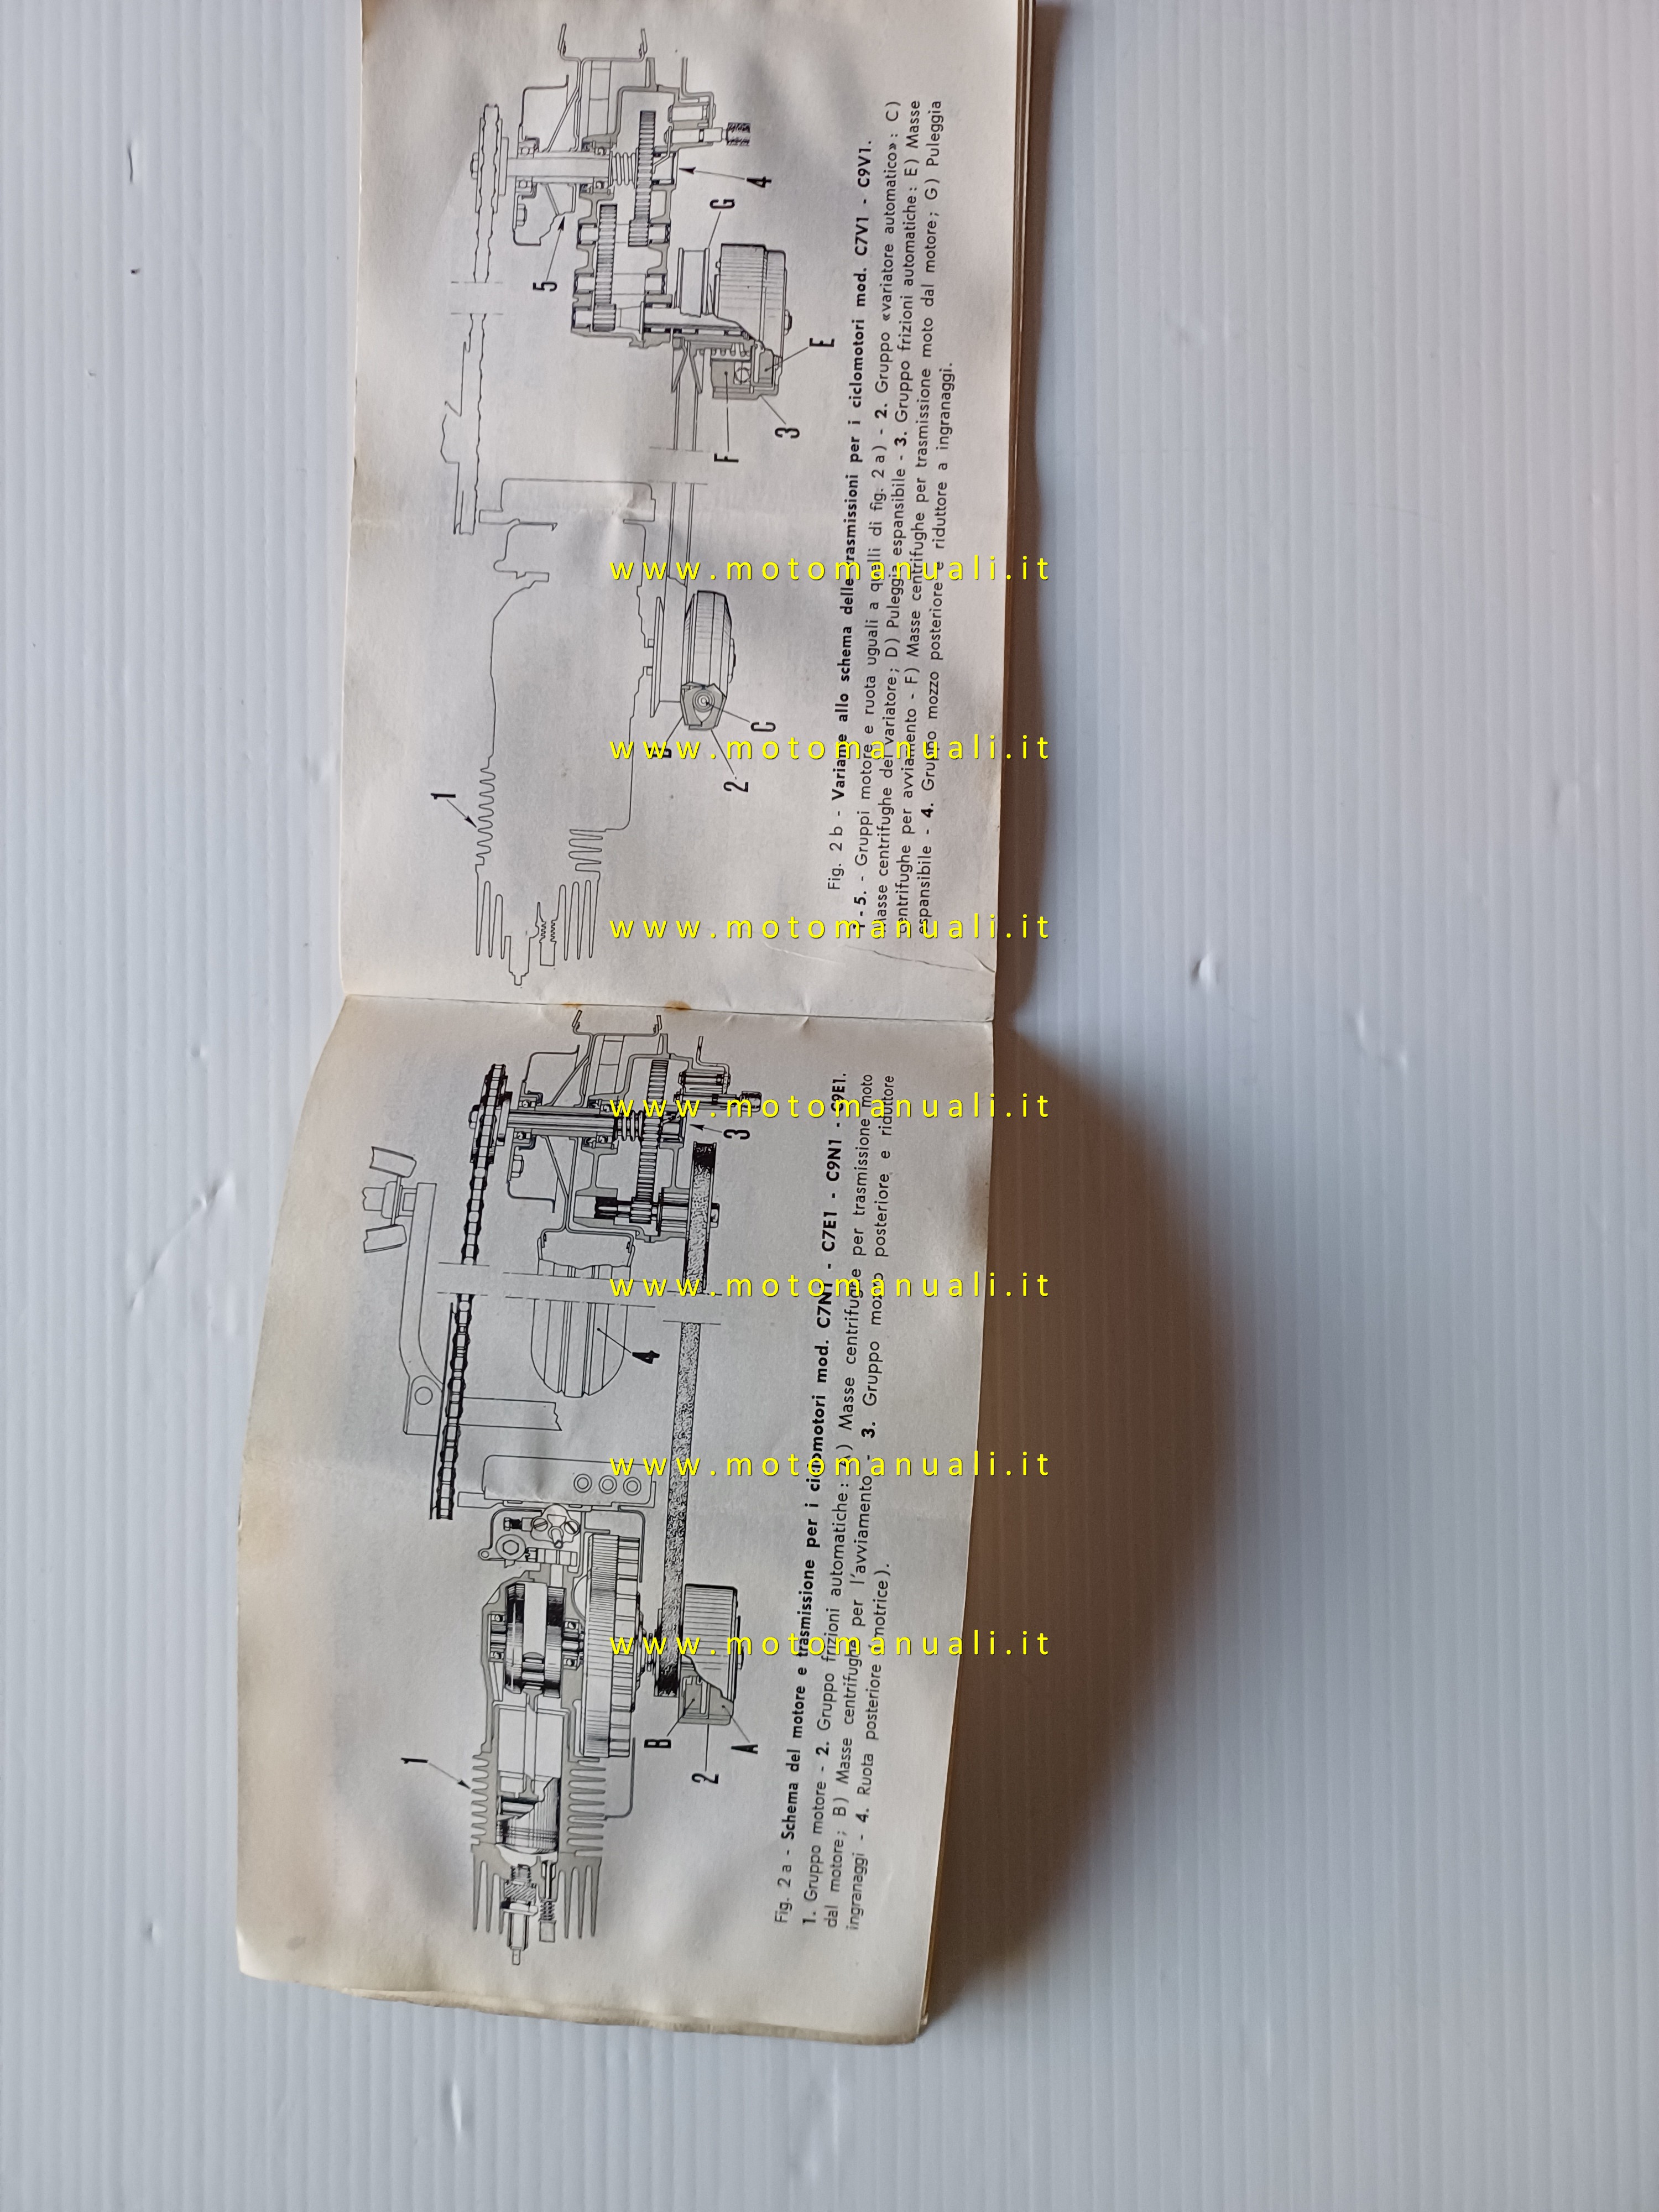 1
B
2
A
3
4
Fig. 2 a - Schema del motore e trasmissione per i ciclomotori mod. C7N1 - C7E1 - C9N1 - C9E1.
1. Gruppo motore - 2. Gruppo frizioni automatiche: A) Masse centrifughe per trasmissione moto
dal motore; B) Masse centrifughe per l'avviamento - 3. Gruppo mozzo posteriore e riduttore
ingranaggi - 4. Ruota posteriore (motrice).
1
2
C
F
3
E
G
4
5
Fig. 2 b - Variante allo schema delle trasmissioni per i ciclomotori mod. C7V1 - C9V1.
1 - 5. - Gruppi motore e ruota uguali a quelli di fig. 2 a) - 2. Gruppo «variatore automatico»: C)
Masse centrifughe del variatore; D) Puleggia espansibile - 3. Gruppo frizioni automatiche: E) Masse
centrifughe per avviamento - F) Masse centrifughe per trasmissione moto dal motore; G) Puleggia
espansibile - 4. Gruppo mozzo posteriore e riduttore a ingranaggi.
www.motomanuali.it
www.motomanuali.it
www.motomanuali.it
www.motomanuali.it
www.motomanuali.it
www.motomanuali.it
www.motomanuali.it